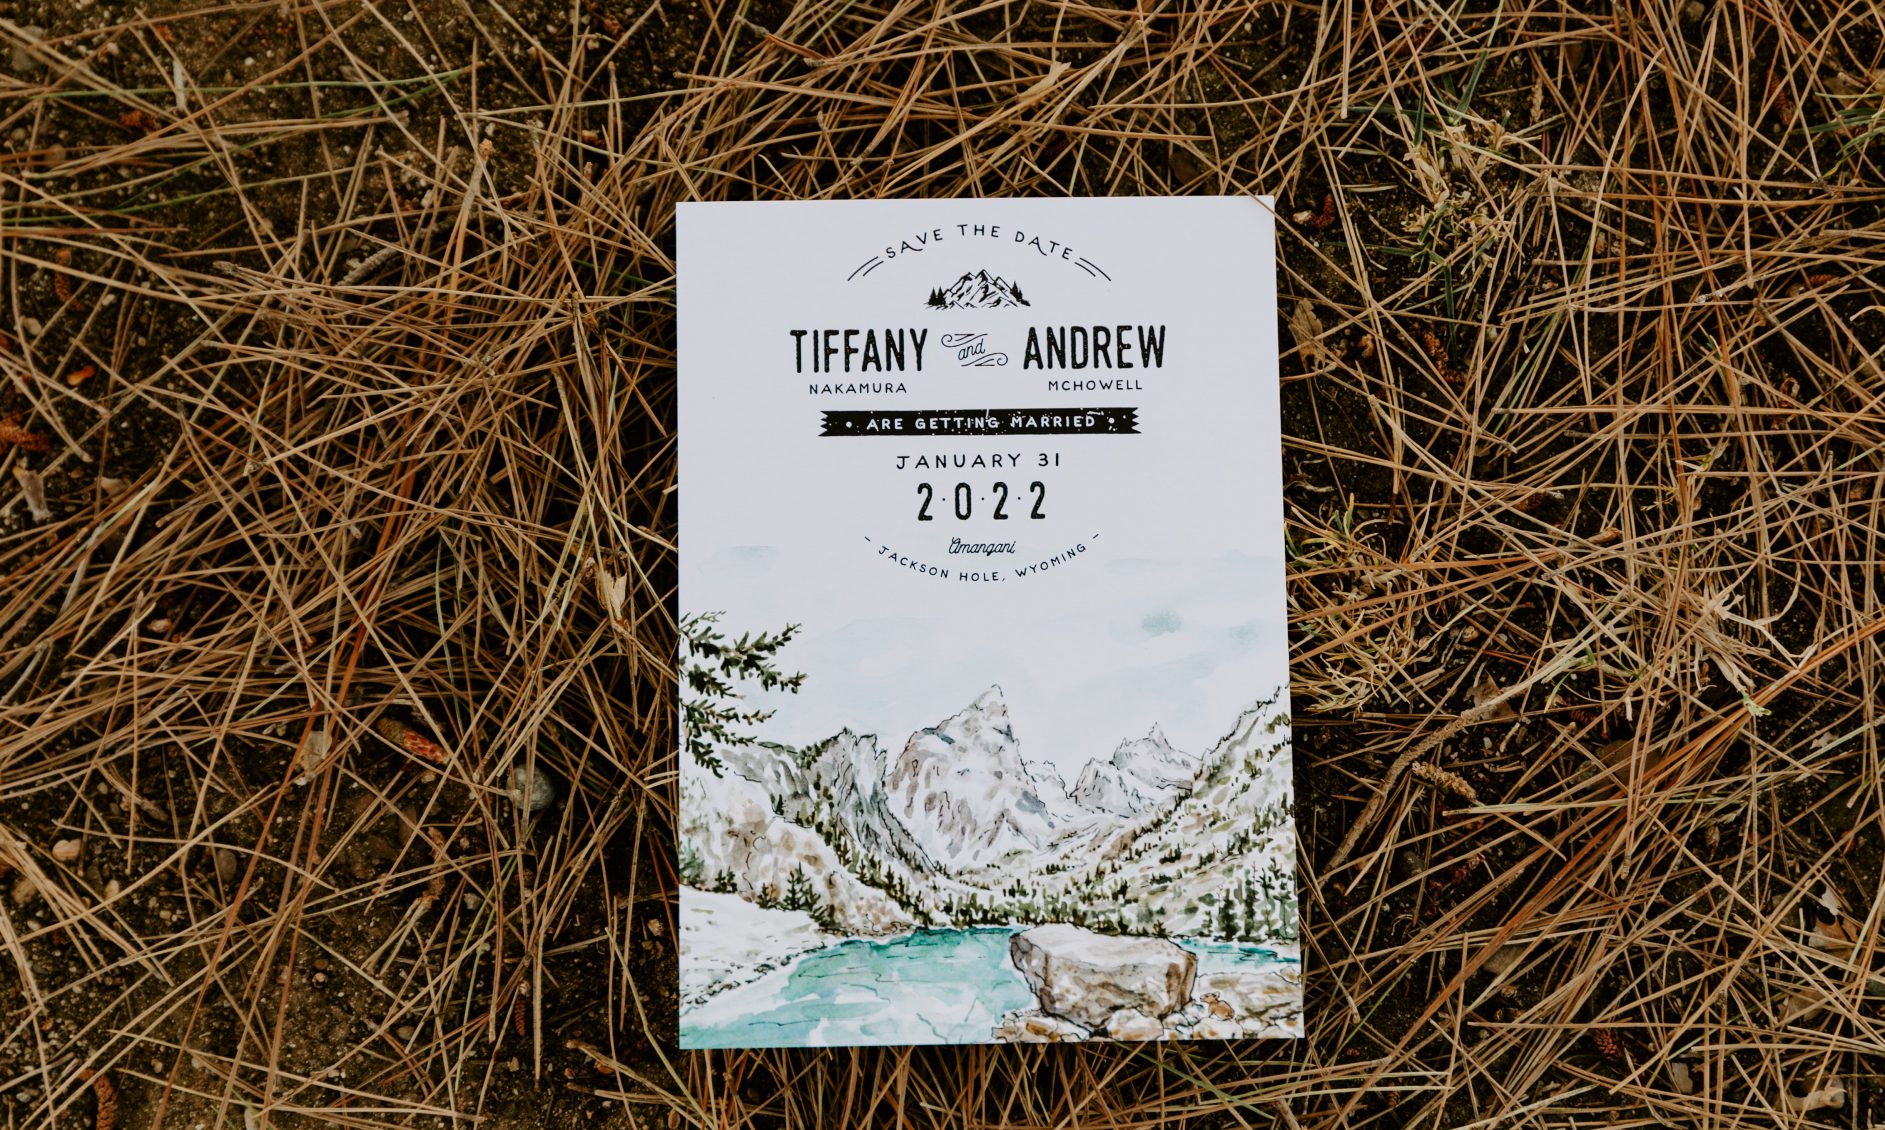 SAVE THE DATE
TIFFANY and ANDREW
NAKAMURA MCHOWELL
ARE GETTING MARRIED
JANUARY 31
2·0·2·2
Amangani
JACKSON HOLE, WYOMING